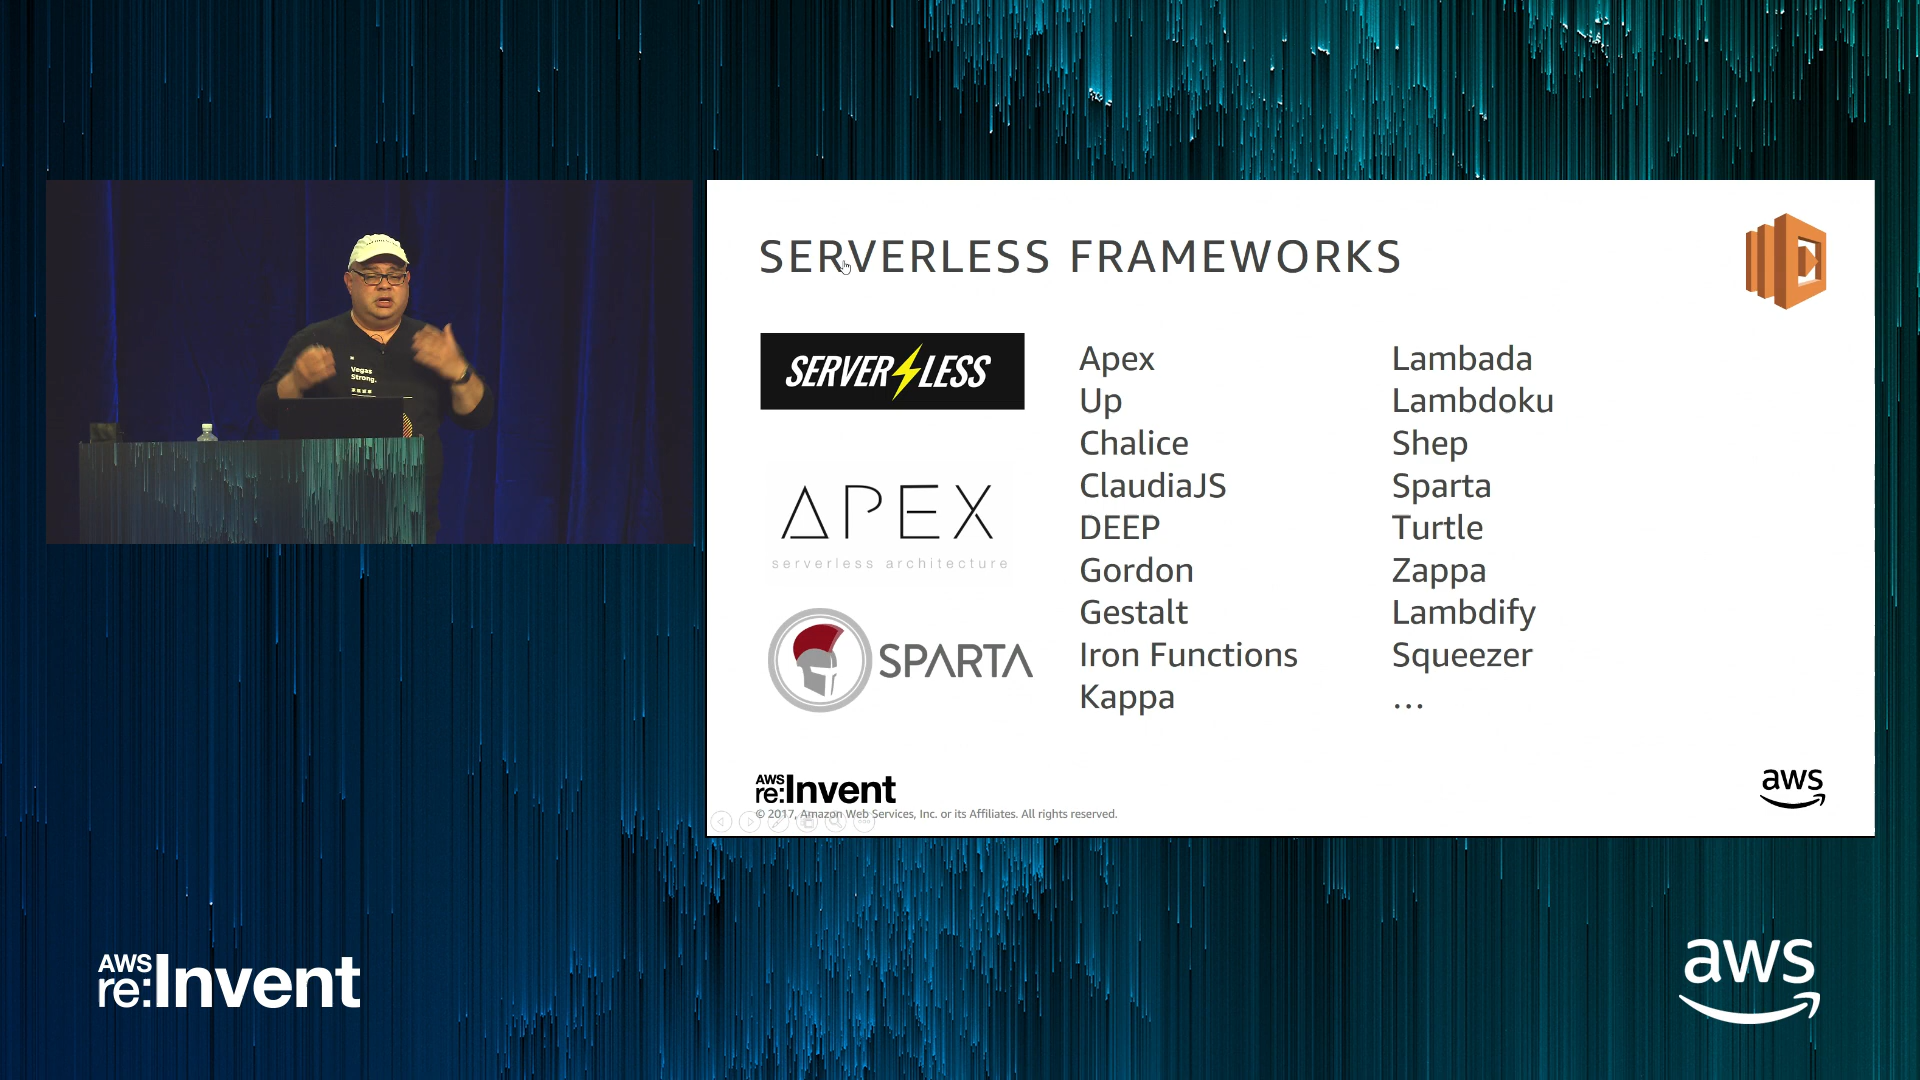 Vegas
Strong.
SERVERLESS FRAMEWORKS
SERVERLESS
APEX
serverless architecture
SPARTA
Apex
Up
Chalice
ClaudiaJS
DEEP
Gordon
Gestalt
Iron Functions
Kappa
Lambada
Lambdoku
Shep
Sparta
Turtle
Zappa
Lambdify
Squeezer
...
AWS
re:Invent
© 2017, Amazon Web Services, Inc. or its Affiliates. All rights reserved.
aws
AWS
re:Invent
aws